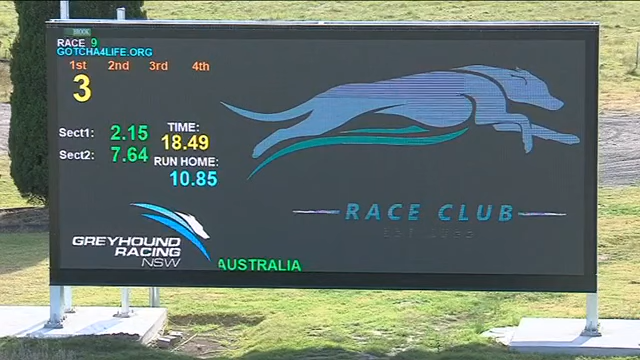 RACE 9
GOTCHA4LIFE.ORG
1st 2nd 3rd 4th
3
Sect1: 2.15
Sect2: 7.64
TIME:
18.49
RUN HOME:
10.85
RACE CLUB
GREYHOUND
RACING
NSW
AUSTRALIA